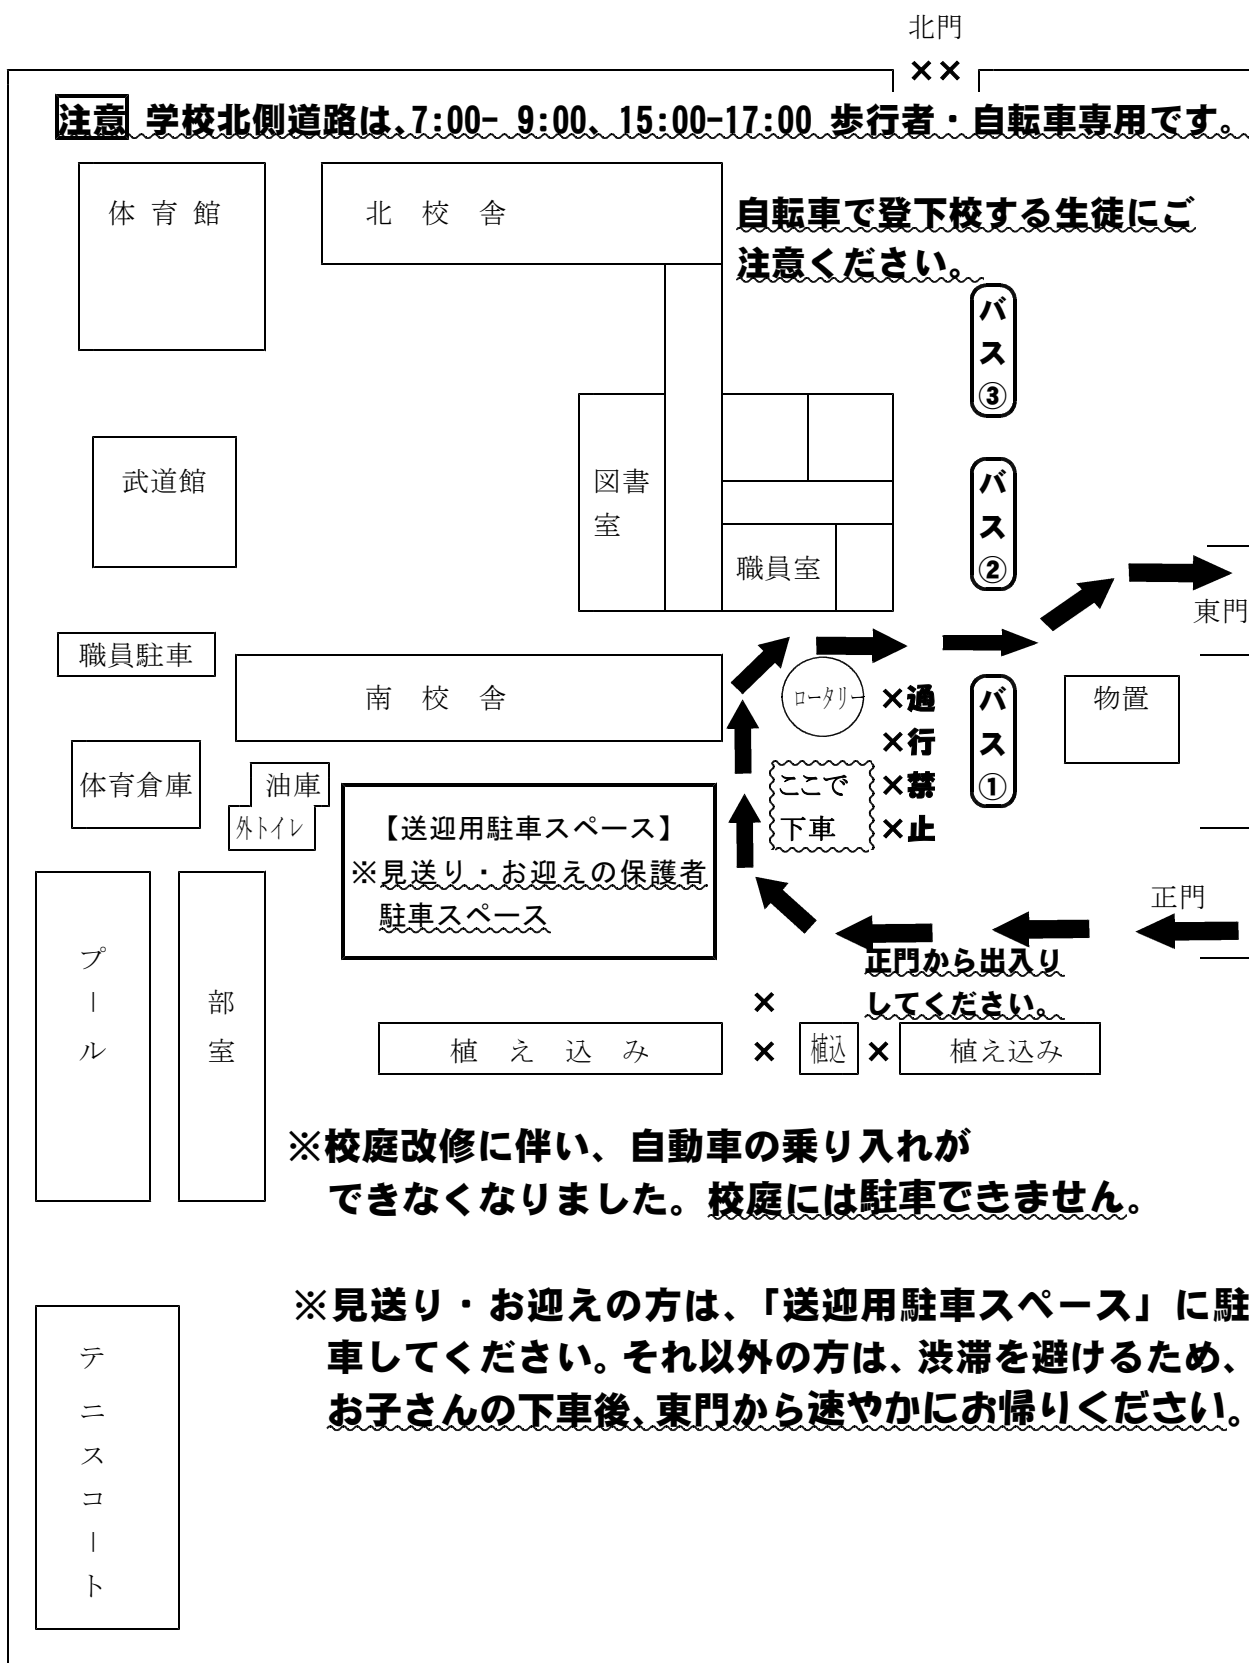 北門
××
注意 学校北側道路は、7:00- 9:00、15:00-17:00 歩行者・自転車専用です。
体育館
北校舎
自転車で登下校する生徒にご
注意ください。
バス③
武道館
図書
室
バス②
職員室
東門
職員駐車
南校舎
ロータリー
×通
×行
×禁
×止
バス①
物置
体育倉庫
油庫
外トイレ
ここで
下車
【送迎用駐車スペース】
※見送り・お迎えの保護者
駐車スペース
正門
正門から出入り
してください。
プール
部室
×
植え込み
×
植込
×
植え込み
※校庭改修に伴い、自動車の乗り入れが
できなくなりました。校庭には駐車できません。
※見送り・お迎えの方は、「送迎用駐車スペース」に駐
車してください。それ以外の方は、渋滞を避けるため、
お子さんの下車後、東門から速やかにお帰りください。
テニスコート